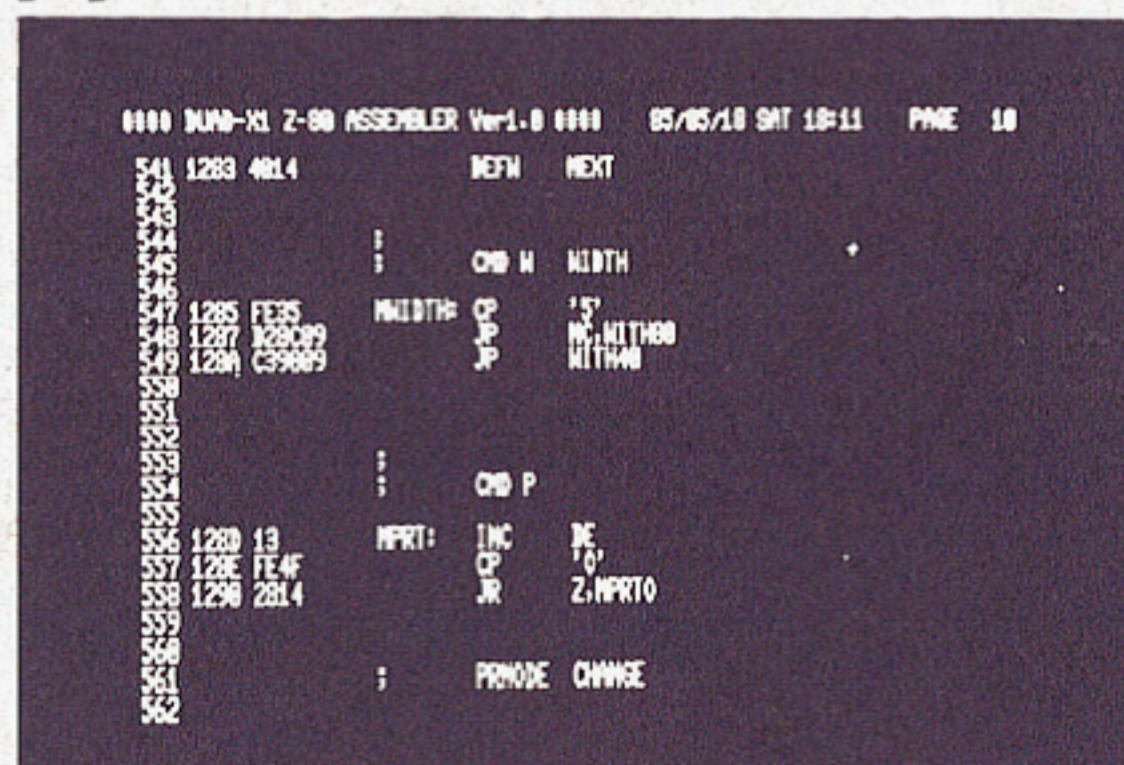 #### DUAD-X1 Z-80 ASSEMBLER Ver1.0 #### 85/05/18 SAT 18:11 PAGE 10
541 1283 4014 DEFW
542
543
544 ;
545 ; CMD W WIDTH
546
547 1285 FE35 MWIDTH: CP '5'
548 1287 D28C09 JP NC,WITH80
549 128A C39009 JP WITH40
550
551
552
553 ;
554 ; CMD P
555
556 128D 13 MPRT: INC DE
557 128E FE4F CP 'O'
558 1290 2814 JR Z,MPRTO
559
560
561 ; PRMODE CHANGE
562